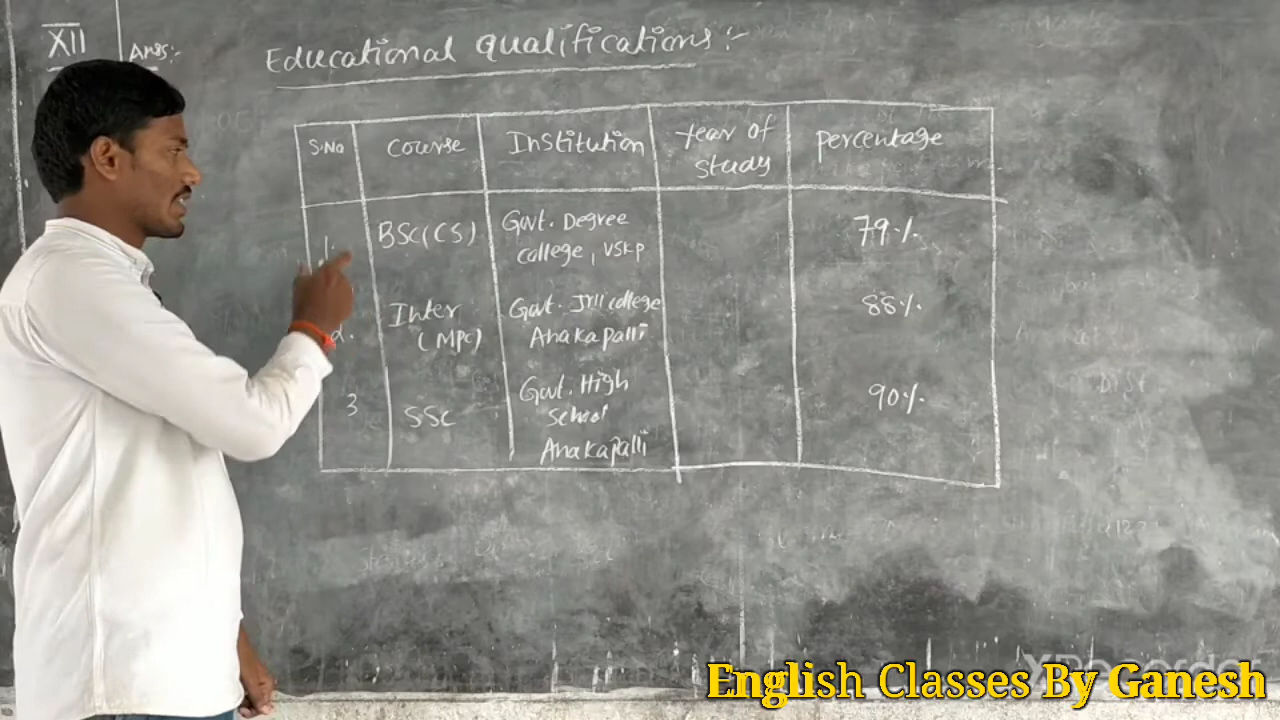 XII
Ans:-
Educational qualifications:-
S.No
course
Institution
Year of
study
percentage
1.
BSC(CS)
Govt. Degree
college, VSKP
79%
2.
Inter
(MPC)
Govt. Jr college
Anakapalli
88%
3
SSC
Govt. High
School
Anakapalli
90%
English Classes By Ganesh